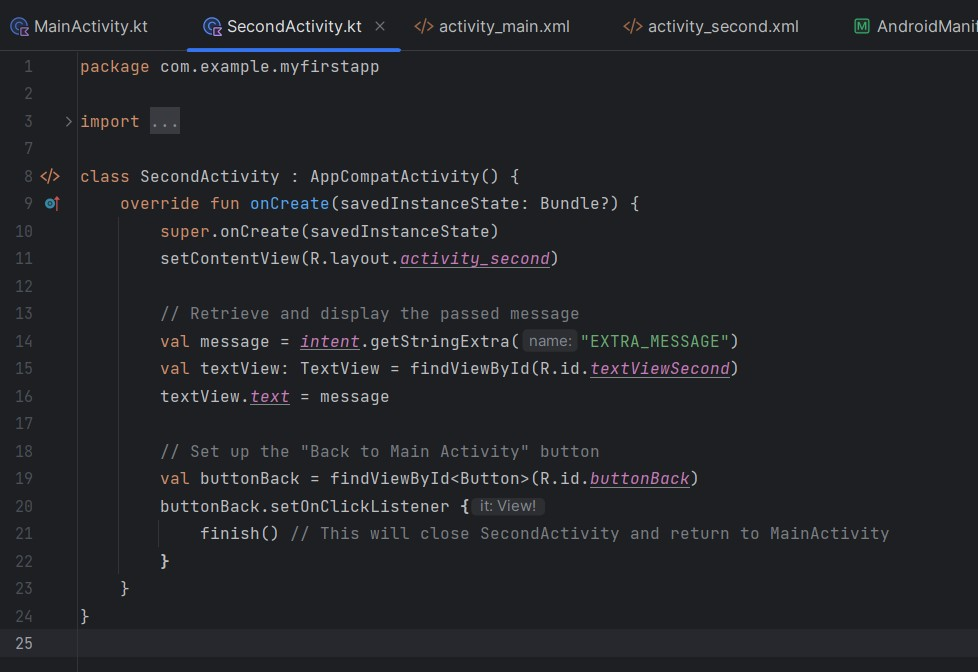 MainActivity.kt SecondActivity.kt activity_main.xml activity_second.xml AndroidManif
1 package com.example.myfirstapp
2
3 import ...
7
8 class SecondActivity : AppCompatActivity() {
9     override fun onCreate(savedInstanceState: Bundle?) {
10         super.onCreate(savedInstanceState)
11         setContentView(R.layout.activity_second)
12
13         // Retrieve and display the passed message
14         val message = intent.getStringExtra( name: "EXTRA_MESSAGE")
15         val textView: TextView = findViewById(R.id.textViewSecond)
16         textView.text = message
17
18         // Set up the "Back to Main Activity" button
19         val buttonBack = findViewById<Button>(R.id.buttonBack)
20         buttonBack.setOnClickListener { it: View!
21             finish() // This will close SecondActivity and return to MainActivity
22         }
23     }
24 }
25